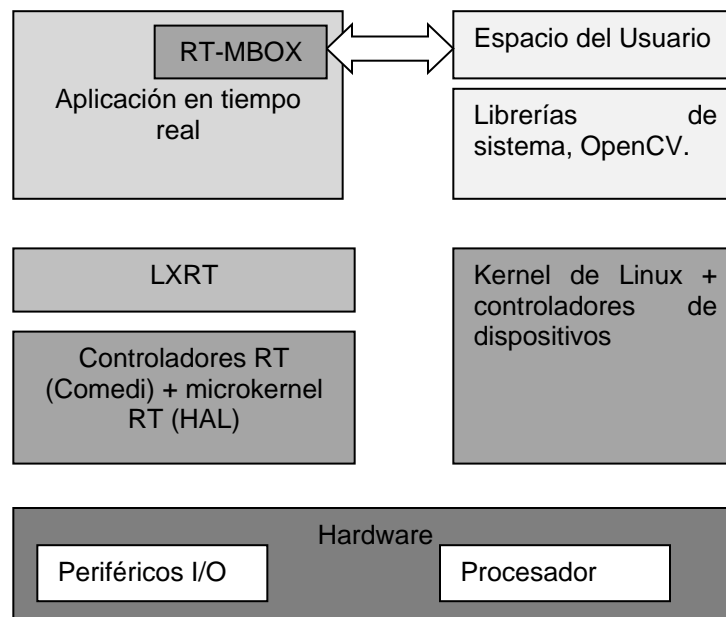 RT-MBOX
Aplicación en tiempo
real
Espacio del Usuario
Librerías de
sistema, OpenCV.
LXRT
Controladores RT
(Comedi) + microkernel
RT (HAL)
Kernel de Linux +
controladores de
dispositivos
Hardware
Periféricos I/O
Procesador